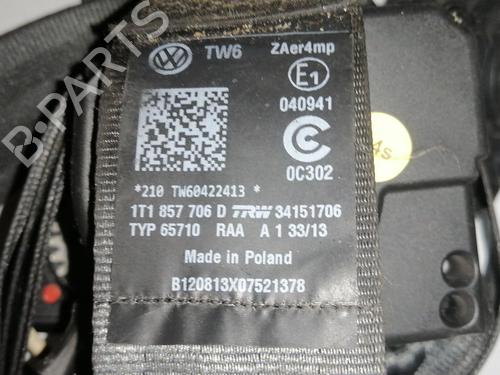 TW6 ZAer4mp
E1
040941
0C302
*210 TW60422413 *
1T1 857 706 D TRW 34151706
TYP 65710 RAA A 1 33/13
Made in Poland
B120813X07521378
4s
B-PARTS